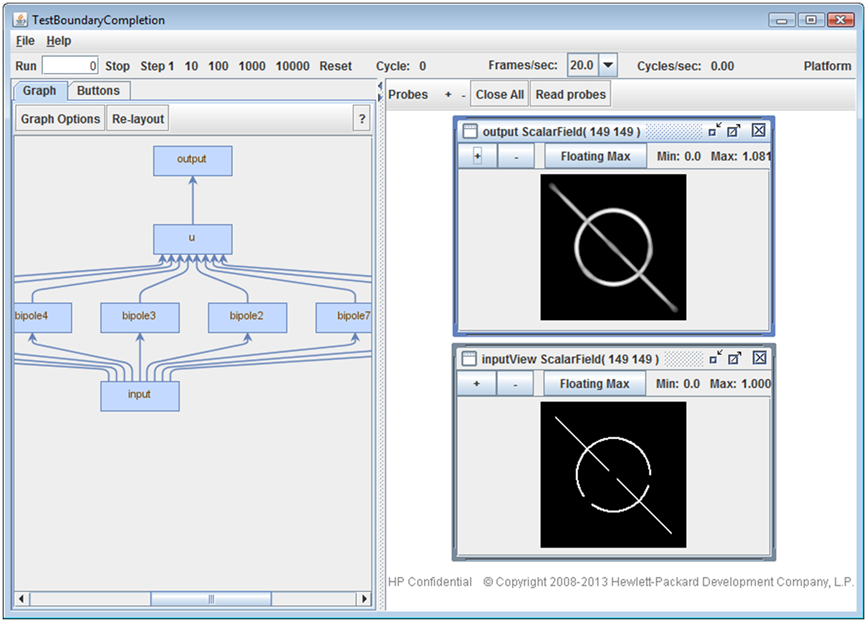 TestBoundaryCompletion
File Help
Run 0 Stop Step 1 10 100 1000 10000 Reset Cycle: 0 Frames/sec: 20.0 Cycles/sec: 0.00 Platform
Graph Buttons
Probes + - Close All Read probes
Graph Options Re-layout ?
output ScalarField( 149 149 )
+ - Floating Max Min: 0.0 Max: 1.081
output
u
bipole4 bipole3 bipole2 bipole7
input
inputView ScalarField( 149 149 )
+ - Floating Max Min: 0.0 Max: 1.000
HP Confidential © Copyright 2008-2013 Hewlett-Packard Development Company, L.P.